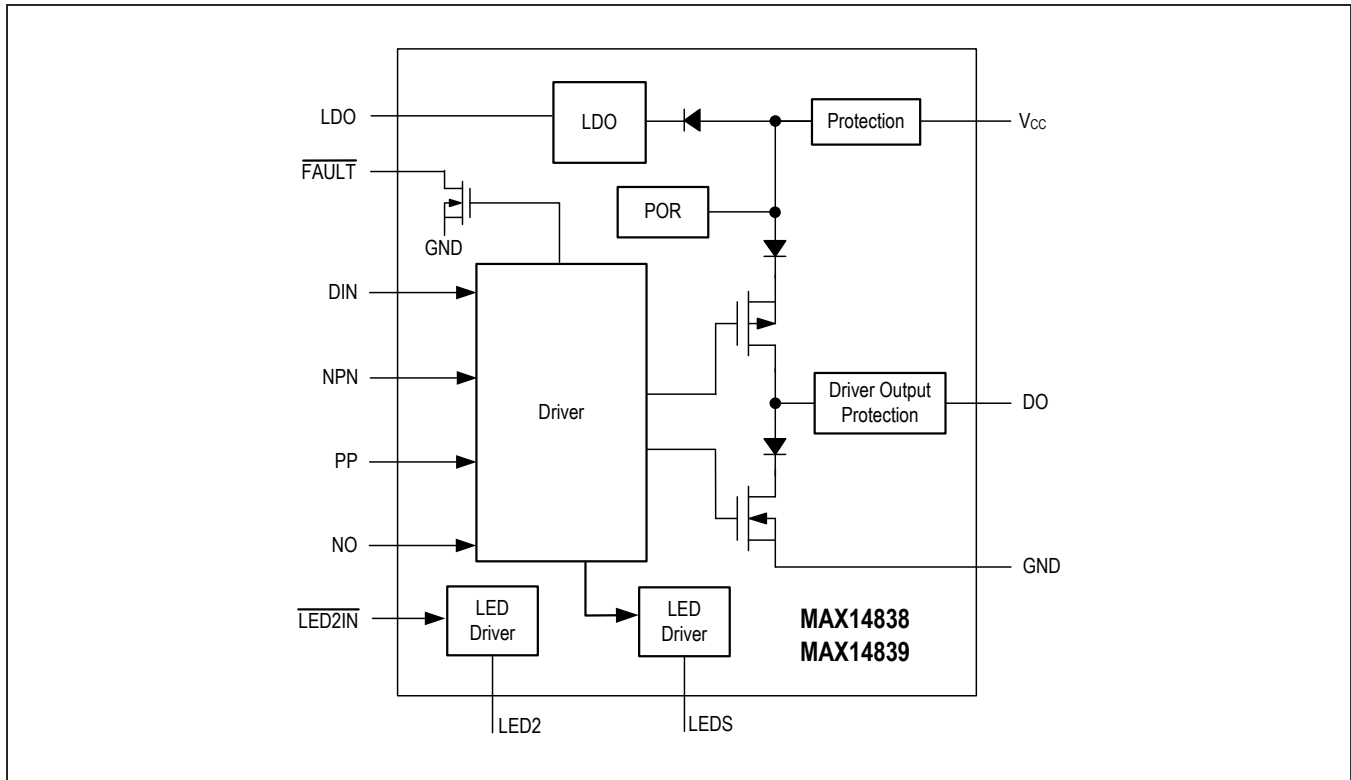 LDO
LDO
Protection
VCC
FAULT
POR
GND
DIN
NPN
Driver
Driver Output
Protection
DO
PP
NO
GND
LED2IN
LED
Driver
LED
Driver
MAX14838
MAX14839
LED2
LEDS